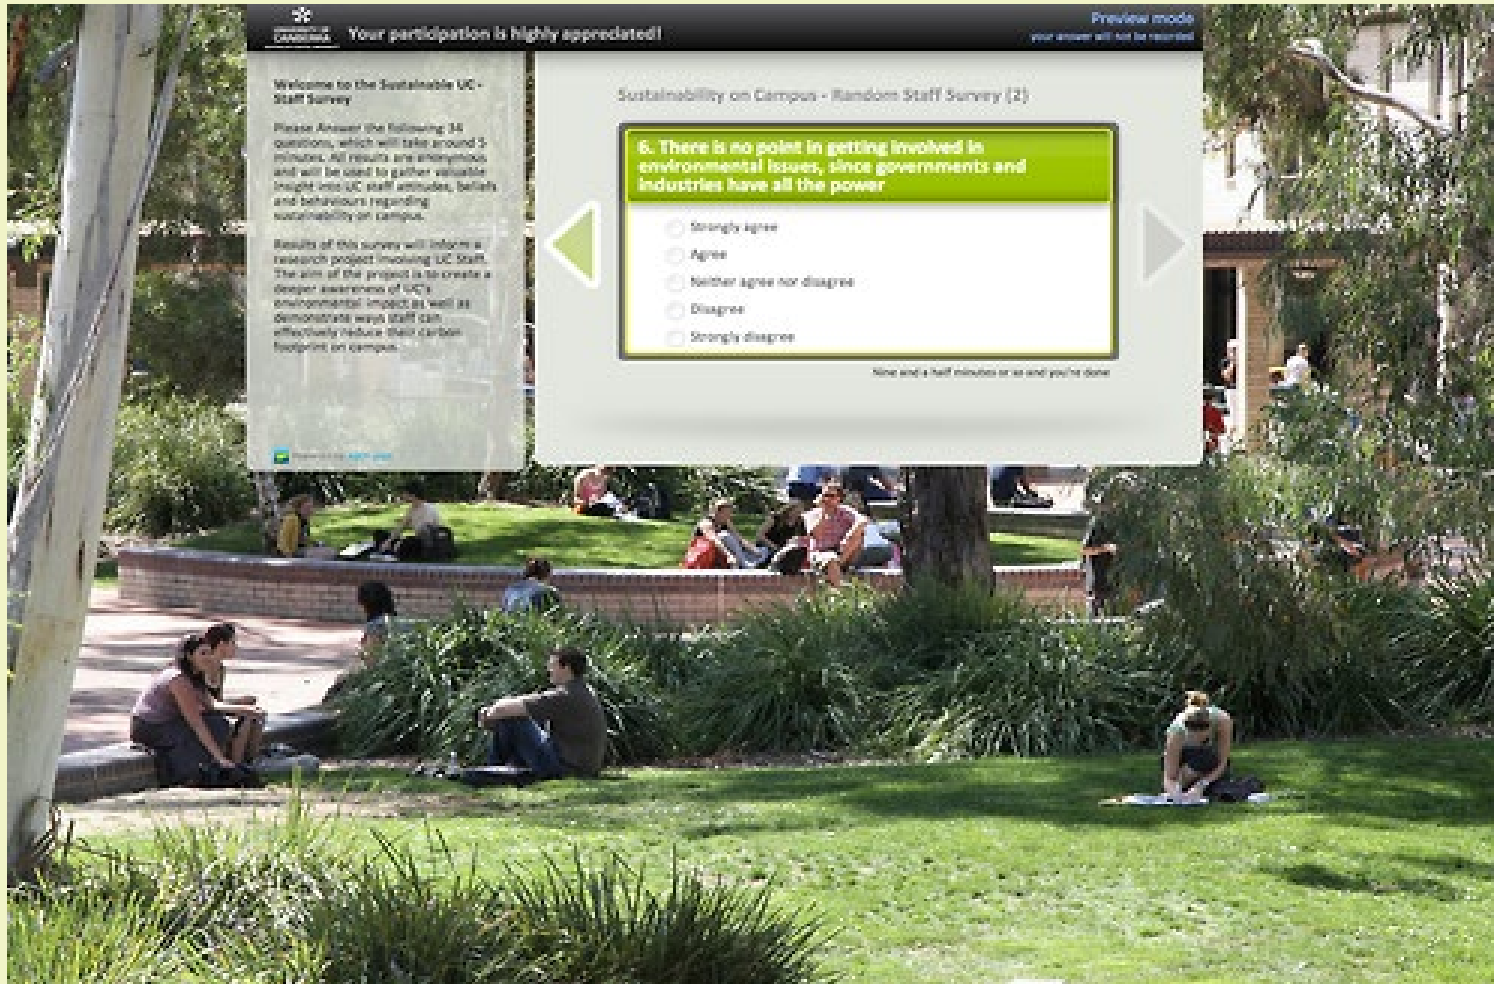 UNIVERSITY OF
CANBERRA
Your participation is highly appreciated!
Preview mode
your answer will not be recorded
Welcome to the Sustainable UC -
Staff Survey
Please Answer the following 34
questions, which will take around 5
minutes. All results are anonymous
and will be used to gather valuable
insight into UC staff attitudes, beliefs
and behaviours regarding
sustainability on campus.
Results of this survey will inform a
research project involving UC Staff.
The aim of the project is to create a
deeper awareness of UC's
environmental impact as well as
demonstrate ways staff can
effectively reduce their carbon
footprint on campus.
Sustainability on Campus - Random Staff Survey (2)
6. There is no point in getting involved in
environmental issues, since governments and
industries have all the power
Strongly agree
Agree
Neither agree nor disagree
Disagree
Strongly disagree
Nine and a half minutes or so and you're done